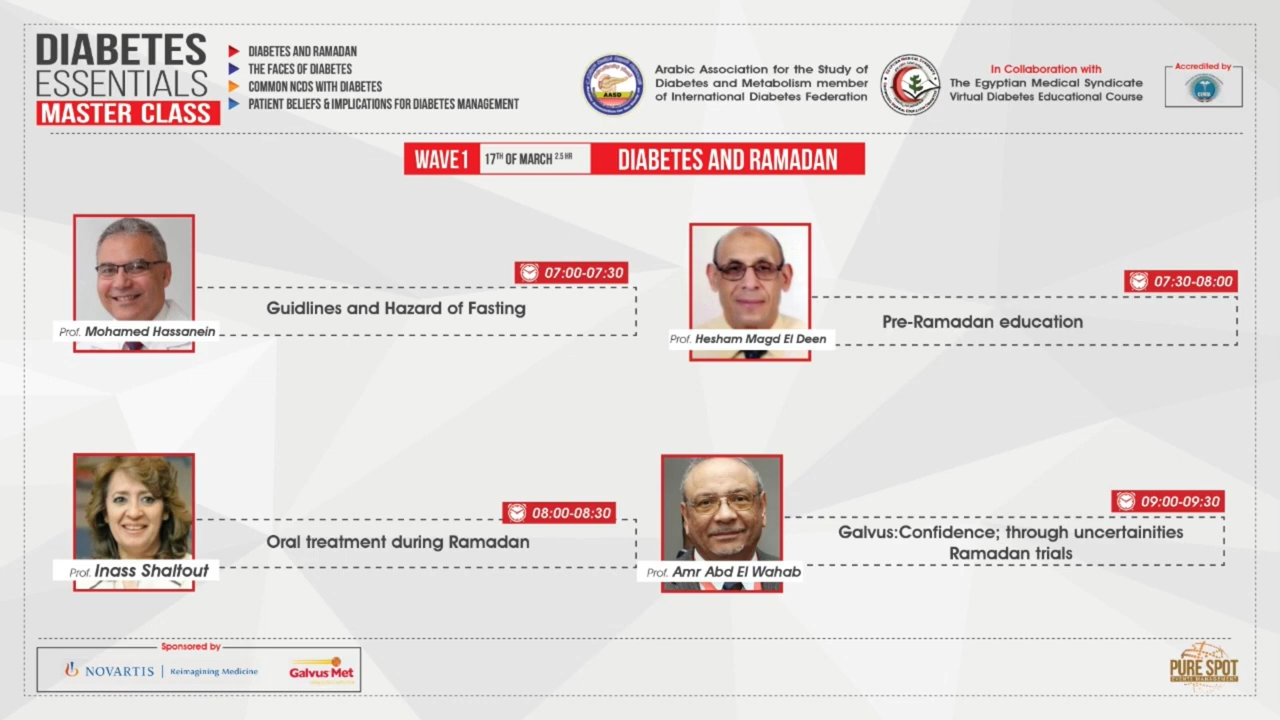 DIABETES
ESSENTIALS
MASTER CLASS
DIABETES AND RAMADAN
THE FACES OF DIABETES
COMMON NCDS WITH DIABETES
PATIENT BELIEFS & IMPLICATIONS FOR DIABETES MANAGEMENT
AASD
Arabic Association for the Study of
Diabetes and Metabolism member
of International Diabetes Federation
In Collaboration with
The Egyptian Medical Syndicate
Virtual Diabetes Educational Course
Accredited by
WAVE1
17TH OF MARCH 2.5 HR
DIABETES AND RAMADAN
07:00-07:30
Guidlines and Hazard of Fasting
Prof. Mohamed Hassanein
07:30-08:00
Pre-Ramadan education
Prof. Hesham Magd El Deen
08:00-08:30
Oral treatment during Ramadan
Prof. Inass Shaltout
09:00-09:30
Galvus:Confidence; through uncertainities
Ramadan trials
Prof. Amr Abd El Wahab
Sponsored by
NOVARTIS | Reimagining Medicine
Galvus Met
PURE SPOT
EVENTS MANAGEMENT